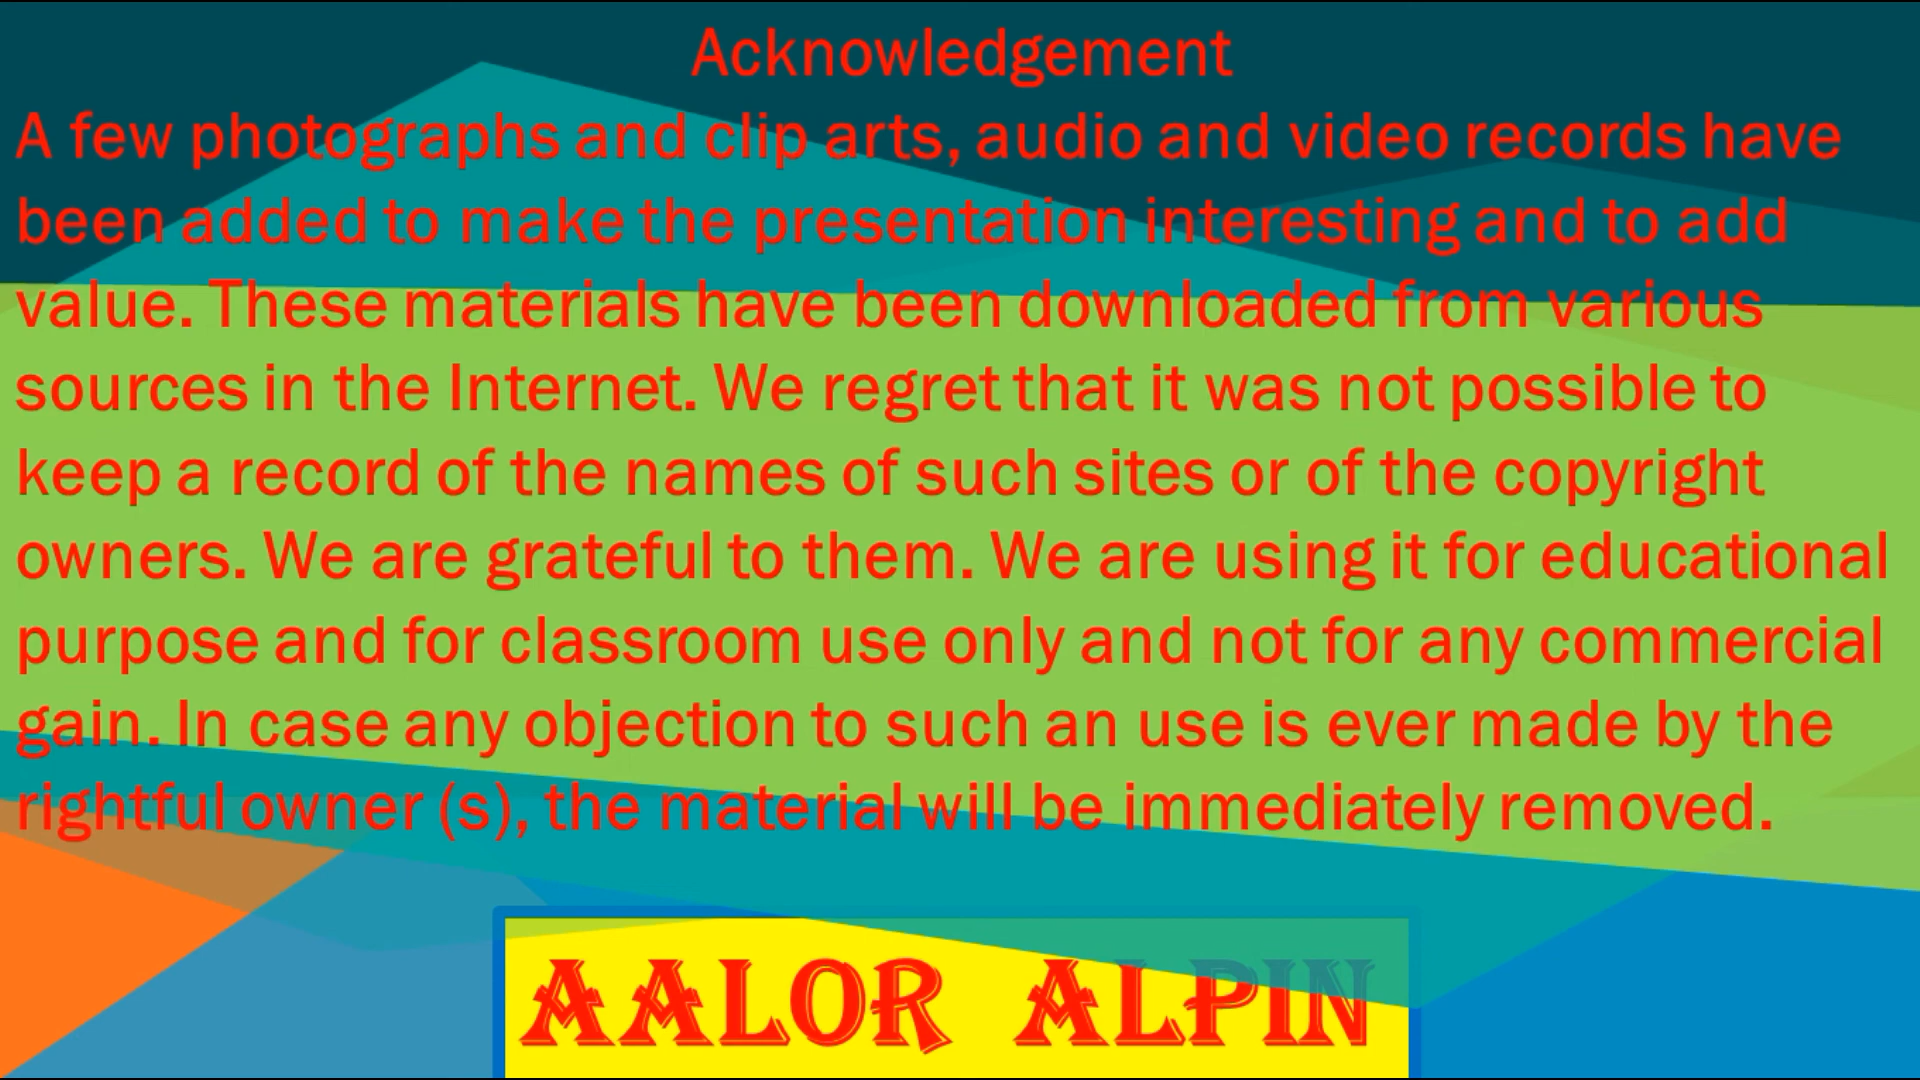 Acknowledgement
A few photographs and clip arts, audio and video records have
been added to make the presentation interesting and to add
value. These materials have been downloaded from various
sources in the Internet. We regret that it was not possible to
keep a record of the names of such sites or of the copyright
owners. We are grateful to them. We are using it for educational
purpose and for classroom use only and not for any commercial
gain. In case any objection to such an use is ever made by the
rightful owner (s), the material will be immediately removed.
AALOR ALPIN